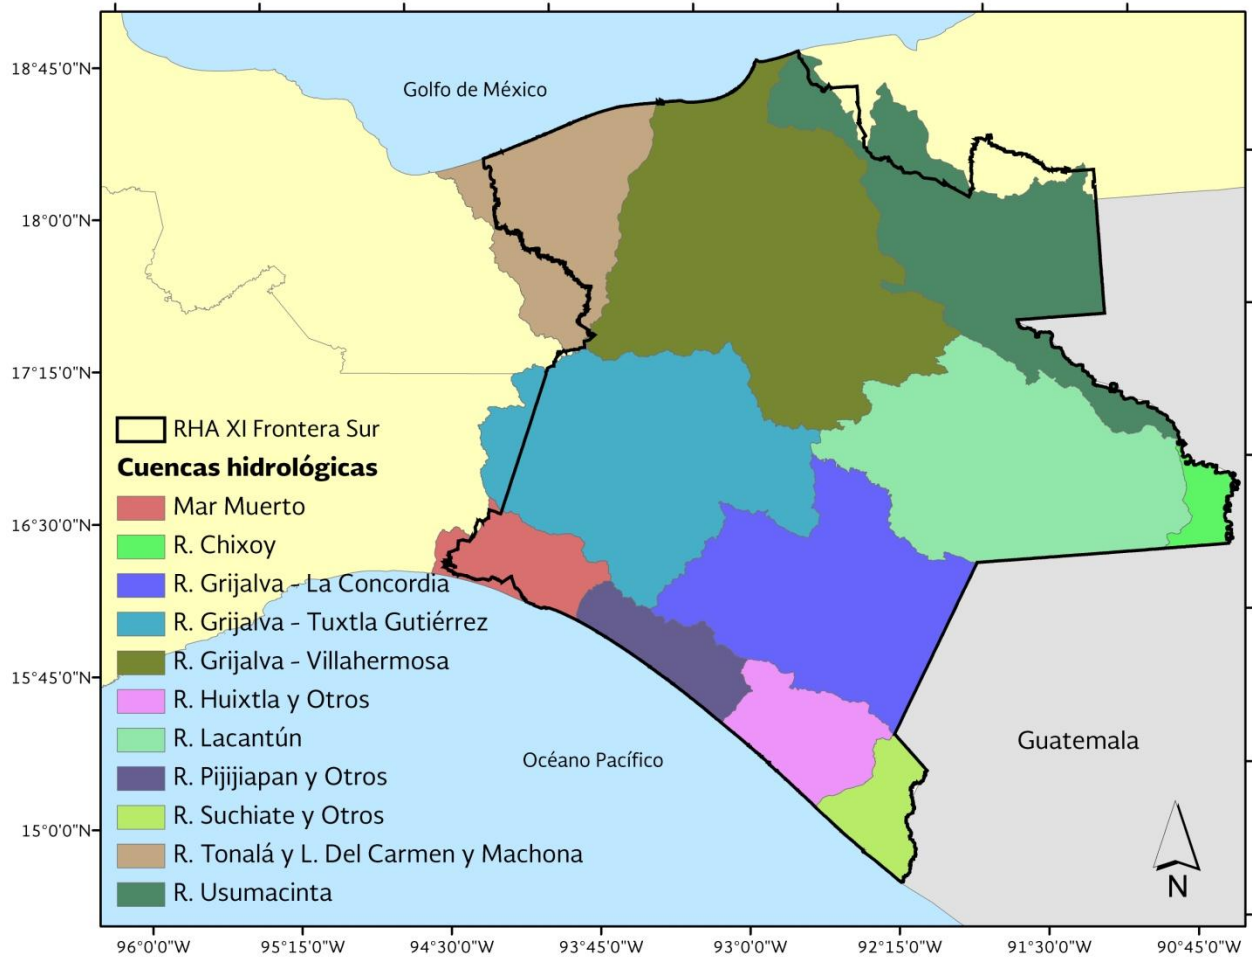 18°45'0"N
Golfo de México
18°0'0"N
17°15'0"N
RHA XI Frontera Sur
Cuencas hidrológicas
Mar Muerto
16°30'0"N
R. Chixoy
R. Grijalva - La Concordia
R. Grijalva - Tuxtla Gutiérrez
R. Grijalva - Villahermosa
15°45'0"N
R. Huixtla y Otros
R. Lacantún
Guatemala
Océano Pacífico
R. Pijijiapan y Otros
R. Suchiate y Otros
15°0'0"N
R. Tonalá y L. Del Carmen y Machona
R. Usumacinta
N
96°0'0"W 95°15'0"W 94°30'0"W 93°45'0"W 93°0'0"W 92°15'0"W 91°30'0"W 90°45'0"W